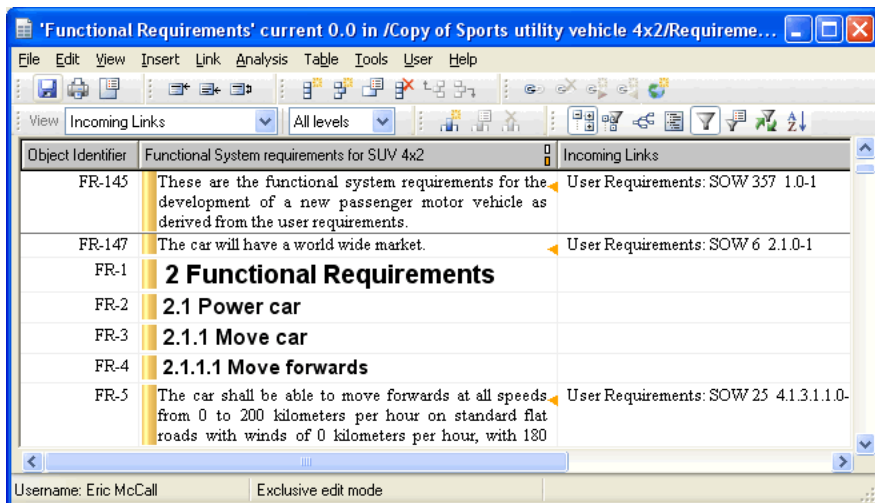 'Functional Requirements' current 0.0 in /Copy of Sports utility vehicle 4x2/Requireme...
File Edit View Insert Link Analysis Table Tools User Help
View Incoming Links All levels
Object Identifier Functional System requirements for SUV 4x2 Incoming Links
FR-145 These are the functional system requirements for the User Requirements: SOW 357 1.0-1
development of a new passenger motor vehicle as
derived from the user requirements.
FR-147 The car will have a world wide market. User Requirements: SOW 6 2.1.0-1
FR-1 2 Functional Requirements
FR-2 2.1 Power car
FR-3 2.1.1 Move car
FR-4 2.1.1.1 Move forwards
FR-5 The car shall be able to move forwards at all speeds User Requirements: SOW 25 4.1.3.1.1.0-
from 0 to 200 kilometers per hour on standard flat
roads with winds of 0 kilometers per hour, with 180
Username: Eric McCall Exclusive edit mode